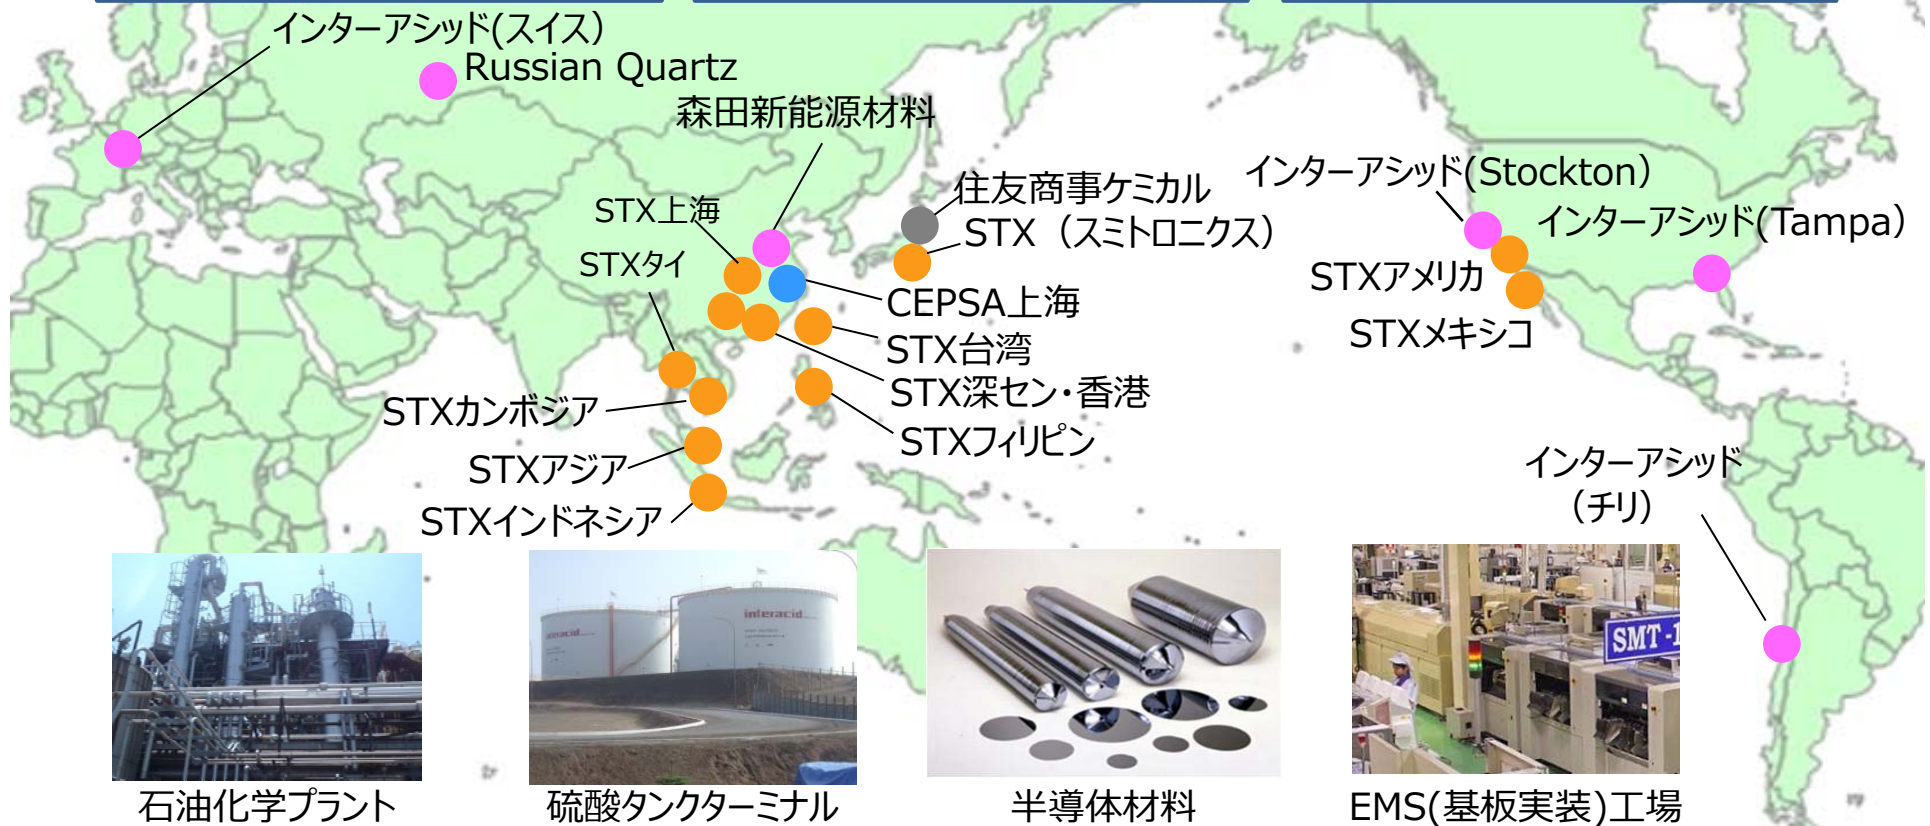 インターアシッド(スイス)
Russian Quartz
森田新能源材料
住友商事ケミカル
STX（スミトロニクス）
STX上海
STXタイ
CEPSA上海
STX台湾
STX深セン・香港
STXフィリピン
STXカンボジア
STXアジア
STXインドネシア
インターアシッド(Stockton)
インターアシッド(Tampa)
STXアメリカ
STXメキシコ
インターアシッド
(チリ)
interacid
interacid
SMT-1
石油化学プラント
硫酸タンクターミナル
半導体材料
EMS(基板実装)工場